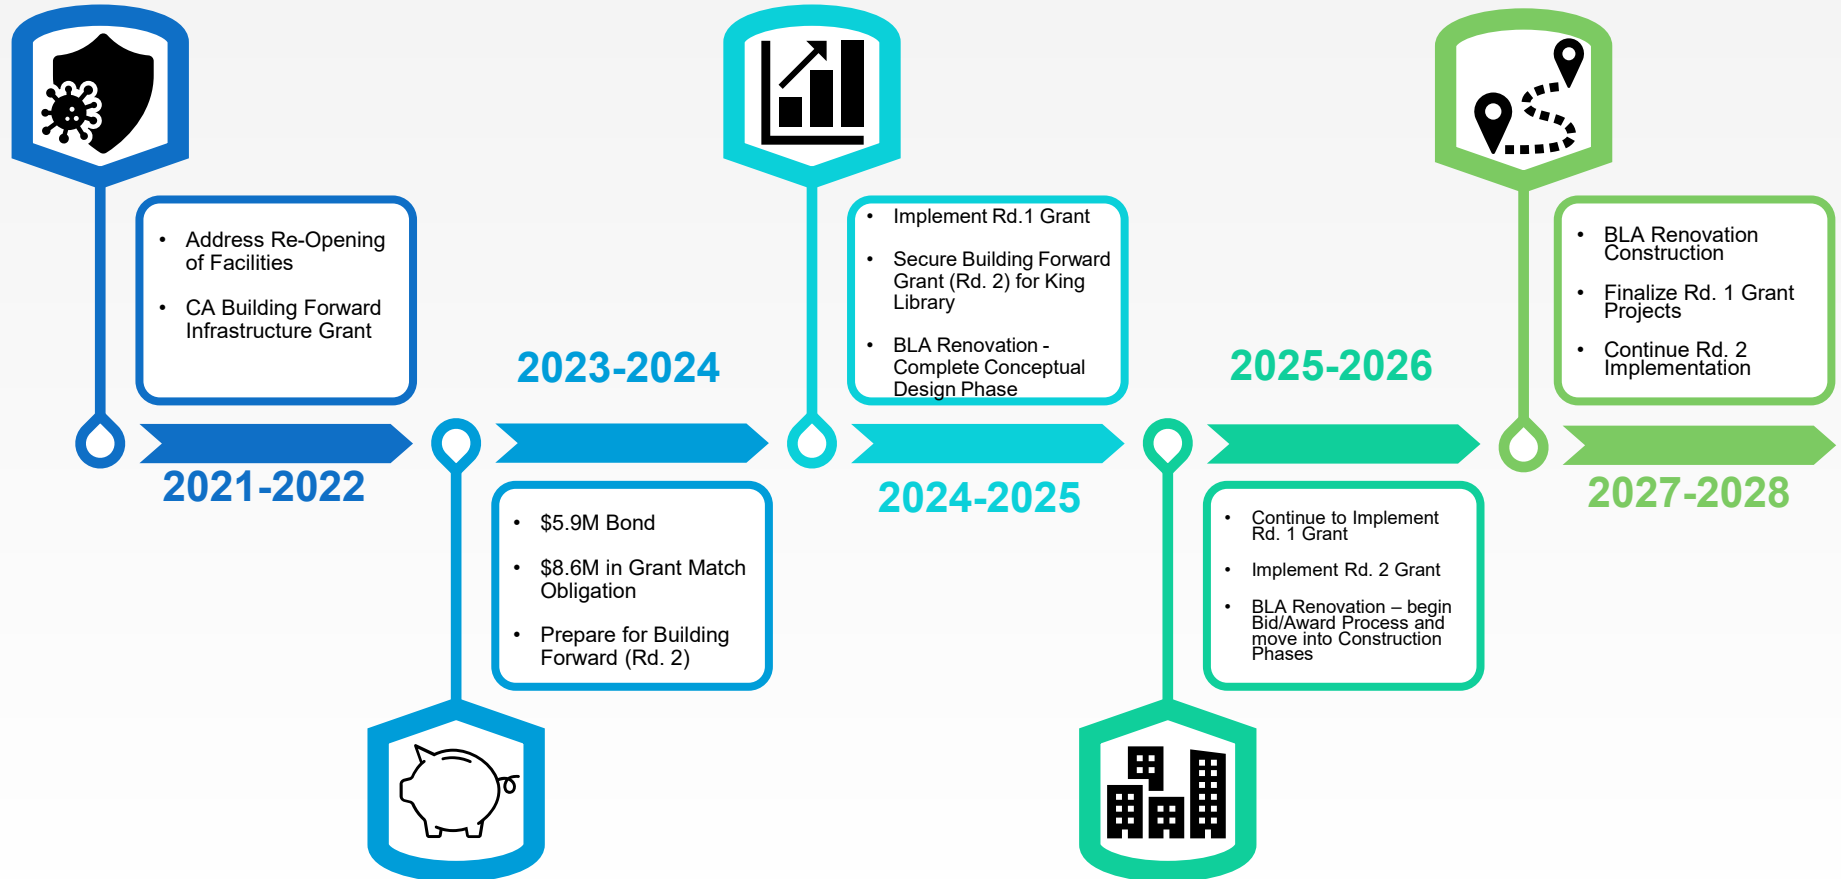 • Address Re-Opening
of Facilities
• CA Building Forward
Infrastructure Grant
2021-2022
2023-2024
• $5.9M Bond
• $8.6M in Grant Match
Obligation
• Prepare for Building
Forward (Rd. 2)
• Implement Rd.1 Grant
• Secure Building Forward
Grant (Rd. 2) for King
Library
• BLA Renovation -
Complete Conceptual
Design Phase
2024-2025
2025-2026
• Continue to Implement
Rd. 1 Grant
• Implement Rd. 2 Grant
• BLA Renovation – begin
Bid/Award Process and
move into Construction
Phases
• BLA Renovation
Construction
• Finalize Rd. 1 Grant
Projects
• Continue Rd. 2
Implementation
2027-2028